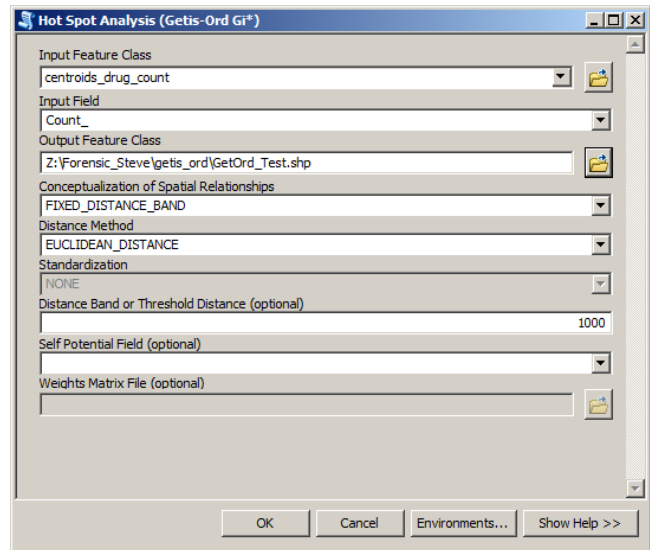 Hot Spot Analysis (Getis-Ord Gi*)
Input Feature Class
centroids_drug_count
Input Field
Count_
Output Feature Class
Z:\Forensic_Steve\getis_ord\GetOrd_Test.shp
Conceptualization of Spatial Relationships
FIXED_DISTANCE_BAND
Distance Method
EUCLIDEAN_DISTANCE
Standardization
NONE
Distance Band or Threshold Distance (optional)
1000
Self Potential Field (optional)
Weights Matrix File (optional)
OK Cancel Environments... Show Help >>